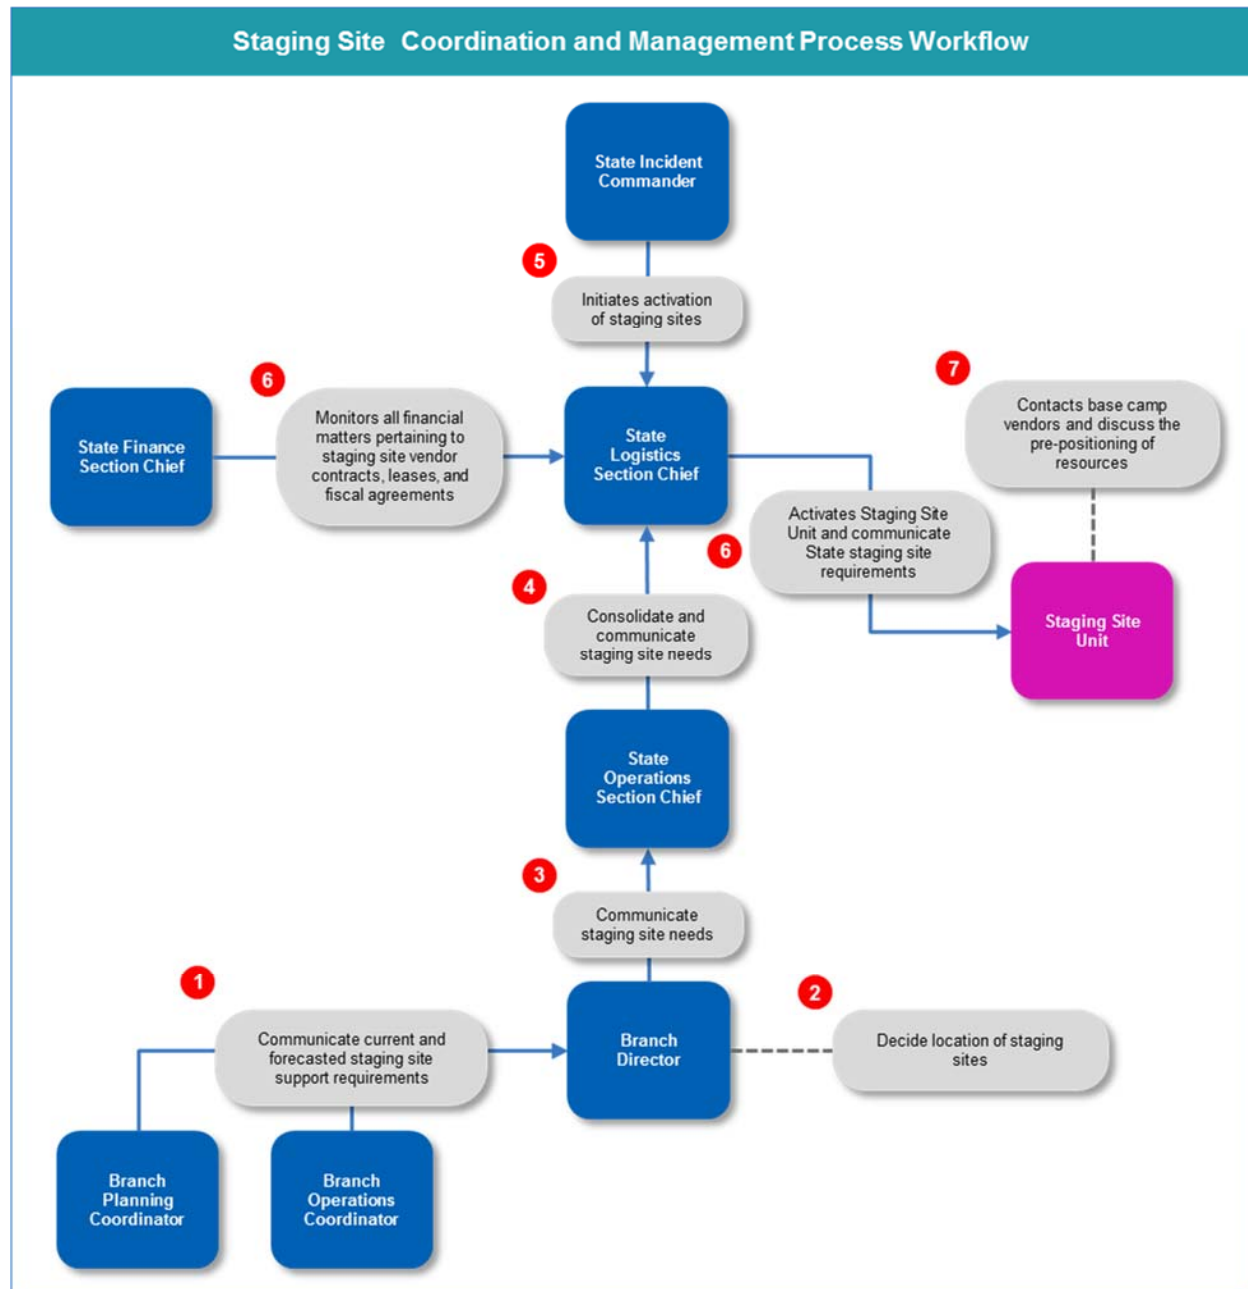 Staging Site Coordination and Management Process Workflow
State Incident
Commander
5
Initiates activation
of staging sites
6
Monitors all financial
matters pertaining to
staging site vendor
contracts, leases, and
fiscal agreements
State Finance
Section Chief
State
Logistics
Section Chief
7
Contacts base camp
vendors and discuss the
pre-positioning of
resources
6
Activates Staging Site
Unit and communicate
State staging site
requirements
4
Consolidate and
communicate
staging site needs
Staging Site
Unit
State
Operations
Section Chief
3
Communicate
staging site needs
1
Communicate current and
forecasted staging site
support requirements
Branch
Director
2
Decide location of staging
sites
Branch
Planning
Coordinator
Branch
Operations
Coordinator